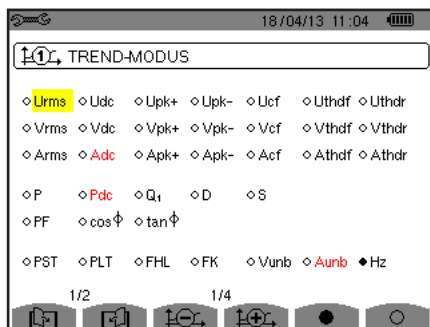 18/04/13 11:04
1 TREND-MODUS
Urms Udc Upk+ Upk- Ucf Uthdf Uthdr
Vrms Vdc Vpk+ Vpk- Vcf Vthdf Vthdr
Arms Adc Apk+ Apk- Acf Athdf Athdr
P Pdc Q₁ D S
PF cosΦ tanΦ
PST PLT FHL FK Vunb Aunb Hz
1/2 1/4